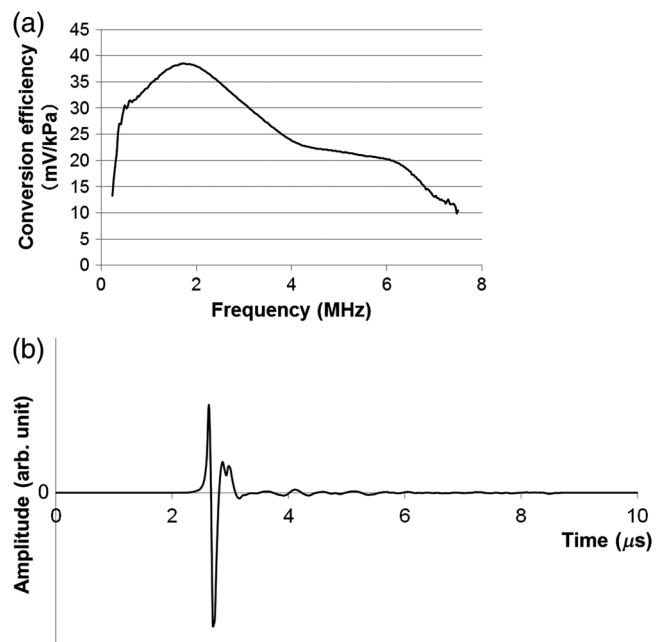 (a)
Conversion efficiency
(mV/kPa)
45
40
35
30
25
20
15
10
5
0
0 2 4 6 8
Frequency (MHz)
(b)
Amplitude (arb. unit)
0
0 2 4 6 8 10
Time (μs)